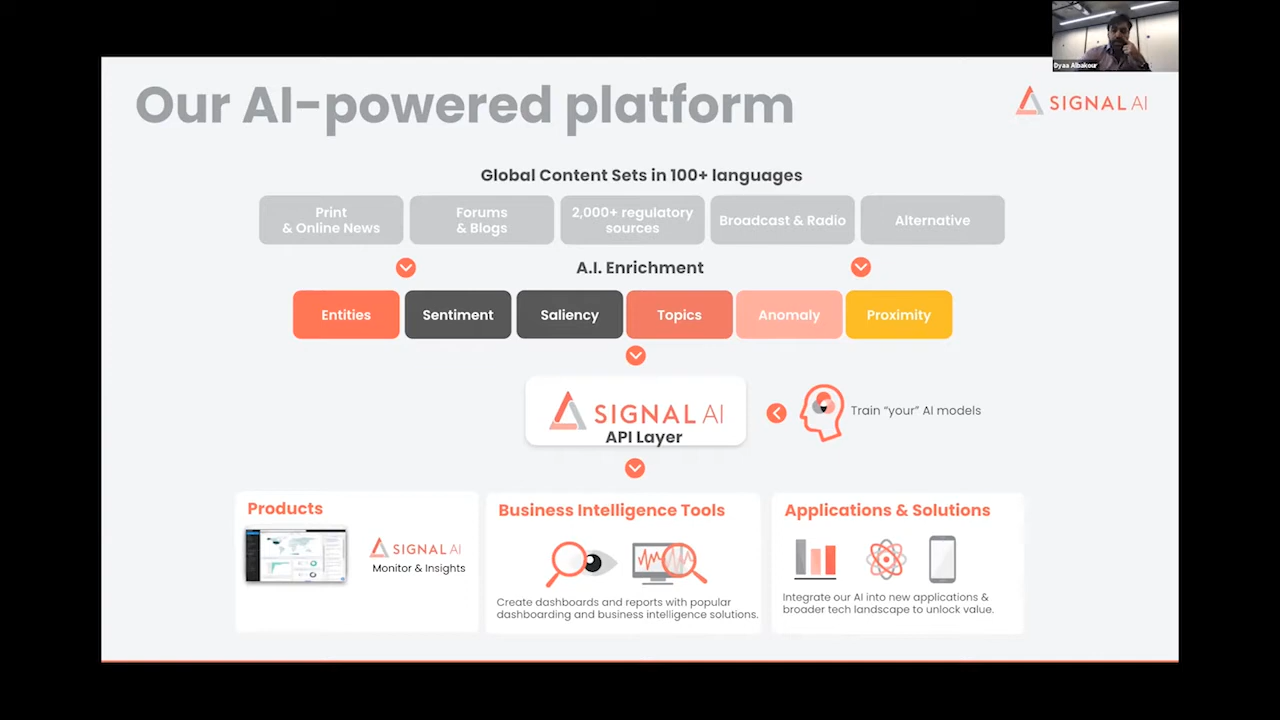 Dyaa Albakour
Our AI-powered platform
SIGNAL AI
Global Content Sets in 100+ languages
Print
& Online News
Forums
& Blogs
2,000+ regulatory
sources
Broadcast & Radio
Alternative
A.I. Enrichment
Entities
Sentiment
Saliency
Topics
Anomaly
Proximity
SIGNAL AI
API Layer
Train “your” AI models
Products
SIGNAL AI
Monitor & Insights
Business Intelligence Tools
Create dashboards and reports with popular
dashboarding and business intelligence solutions.
Applications & Solutions
Integrate our AI into new applications &
broader tech landscape to unlock value.